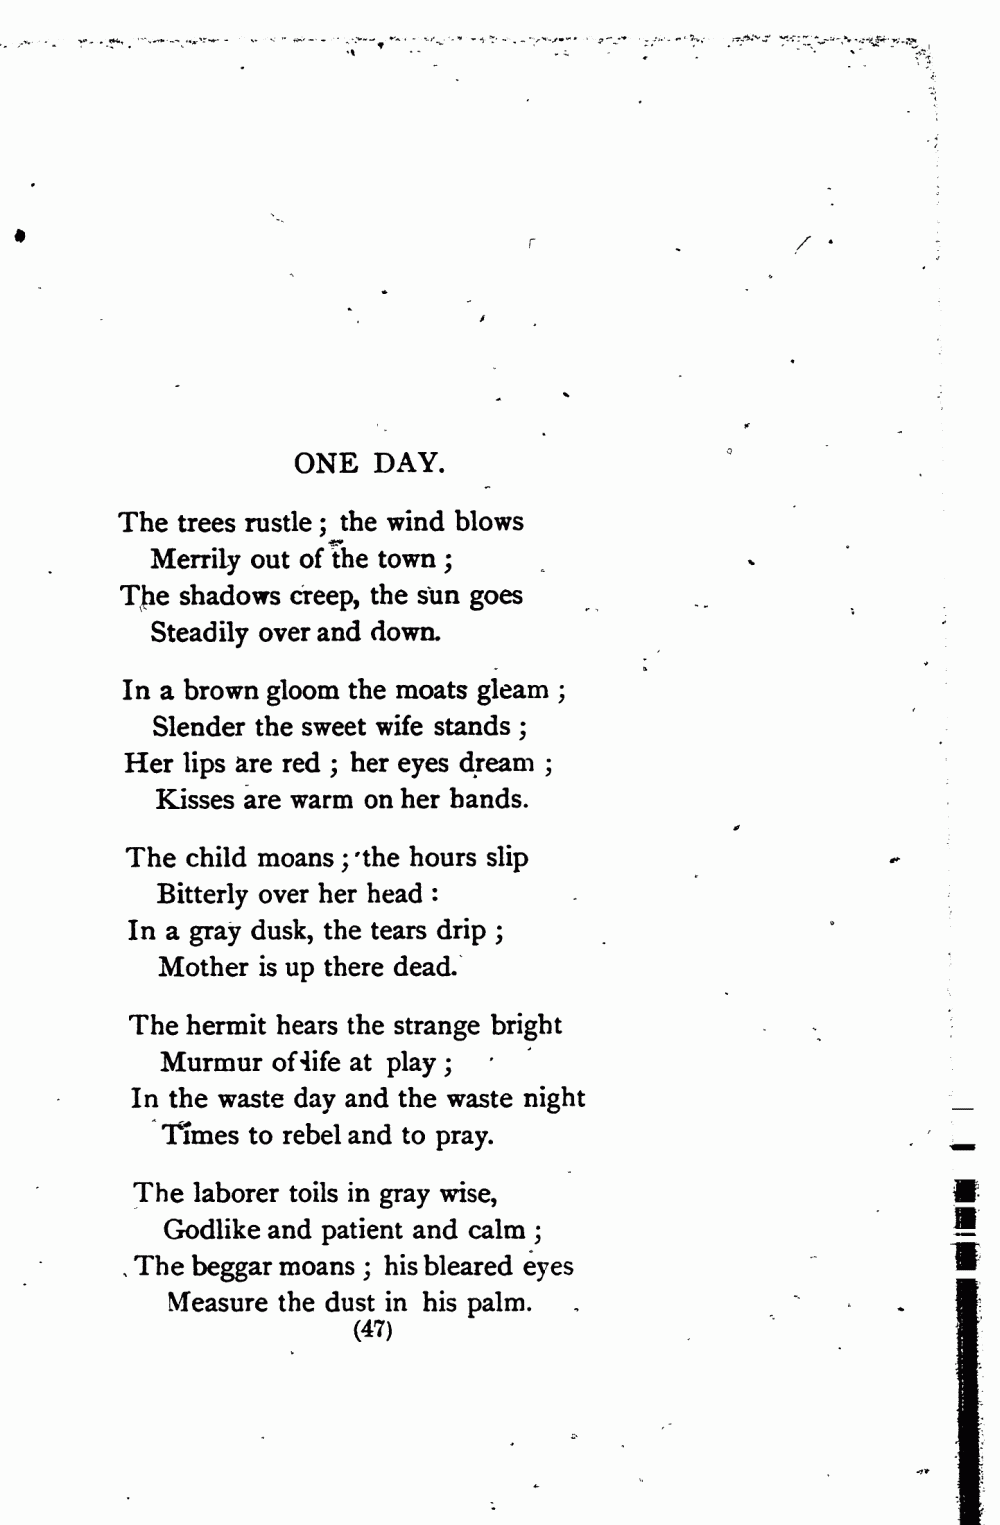 ONE DAY.
The trees rustle ; the wind blows
Merrily out of the town ;
The shadows creep, the sun goes
Steadily over and down.
In a brown gloom the moats gleam ;
Slender the sweet wife stands ;
Her lips are red ; her eyes dream ;
Kisses are warm on her hands.
The child moans ; the hours slip
Bitterly over her head :
In a gray dusk, the tears drip ;
Mother is up there dead.
The hermit hears the strange bright
Murmur of life at play ;
In the waste day and the waste night
Times to rebel and to pray.
The laborer toils in gray wise,
Godlike and patient and calm ;
The beggar moans ; his bleared eyes
Measure the dust in his palm.
(47)